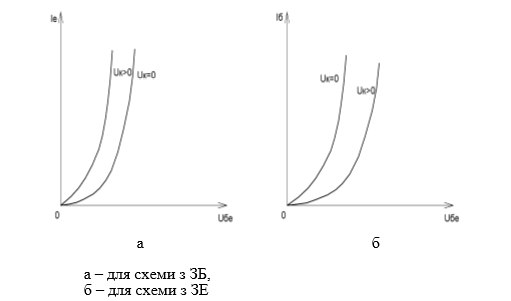 Iе
Iб
Uк>0
Uк=0
Uк=0
Uк>0
0
Uбе
0
Uбе
а
б
а – для схеми з ЗБ,
б – для схеми з ЗЕ